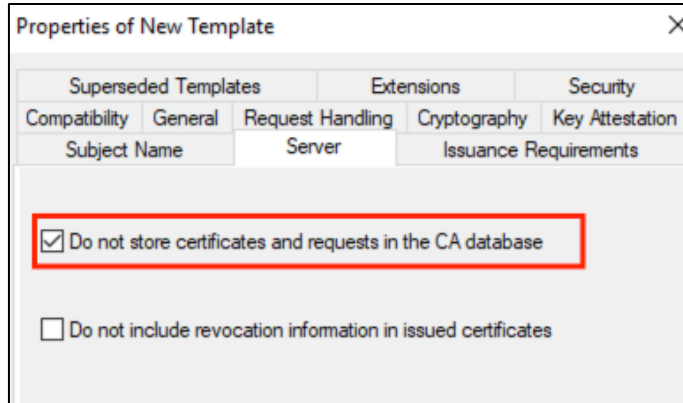 Properties of New Template
Superseded Templates Extensions Security
Compatibility General Request Handling Cryptography Key Attestation
Subject Name Server Issuance Requirements
Do not store certificates and requests in the CA database
Do not include revocation information in issued certificates